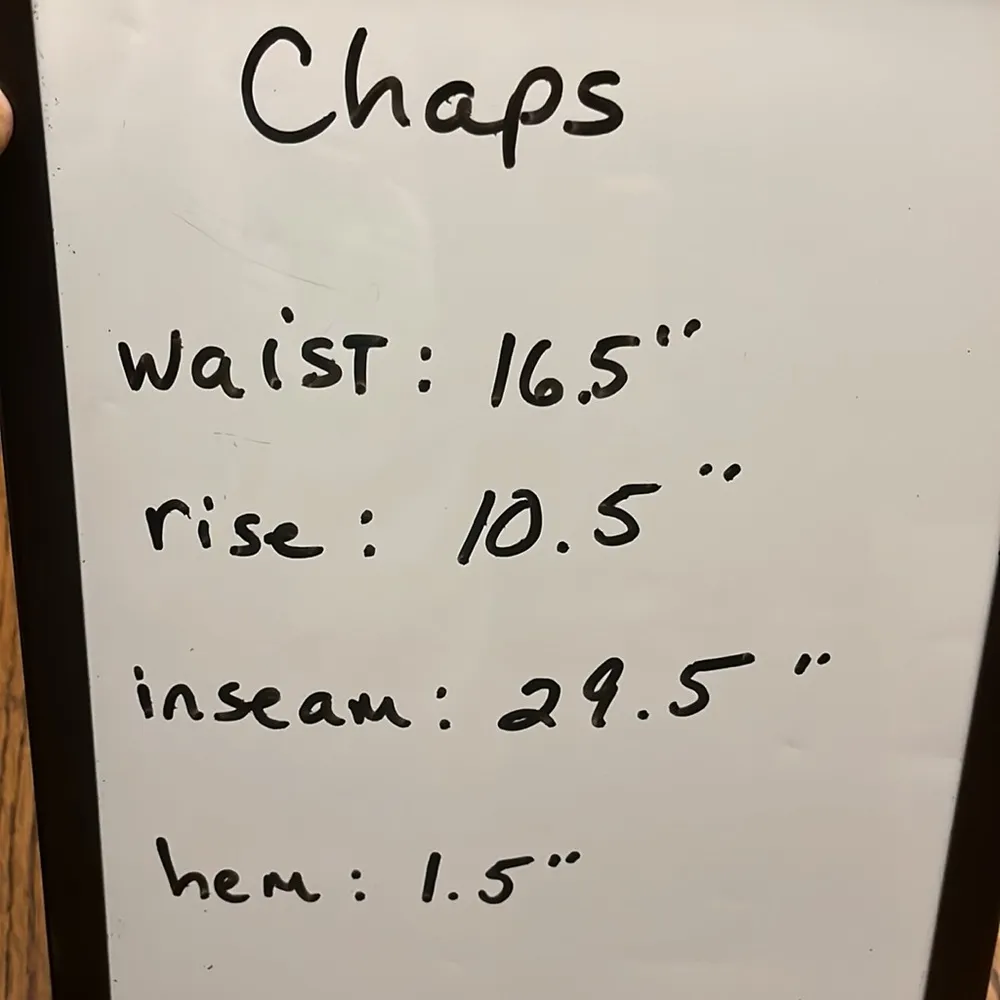 Chaps
waist: 16.5"
rise: 10.5"
inseam: 29.5"
hem: 1.5"